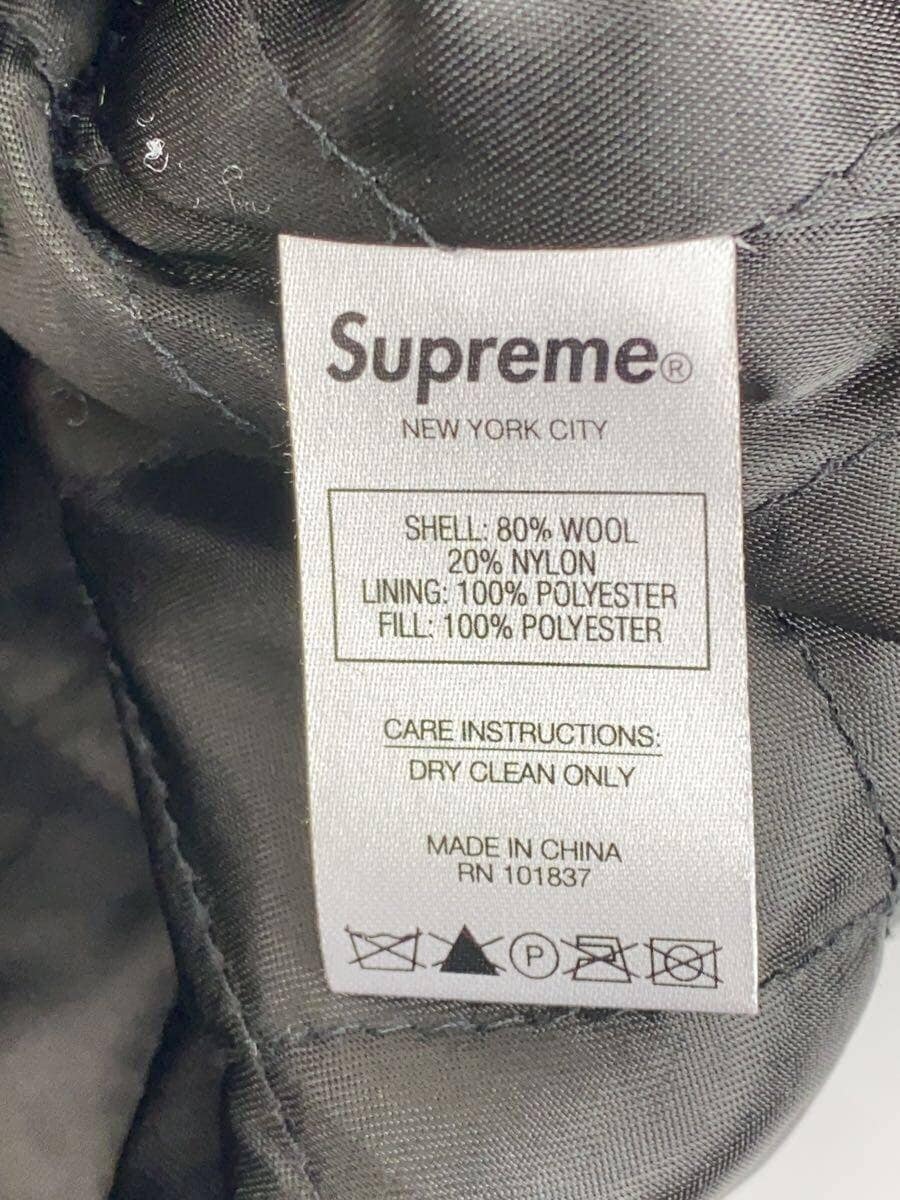 Supreme®
NEW YORK CITY
SHELL: 80% WOOL
20% NYLON
LINING: 100% POLYESTER
FILL: 100% POLYESTER
CARE INSTRUCTIONS:
DRY CLEAN ONLY
MADE IN CHINA
RN 101837
P